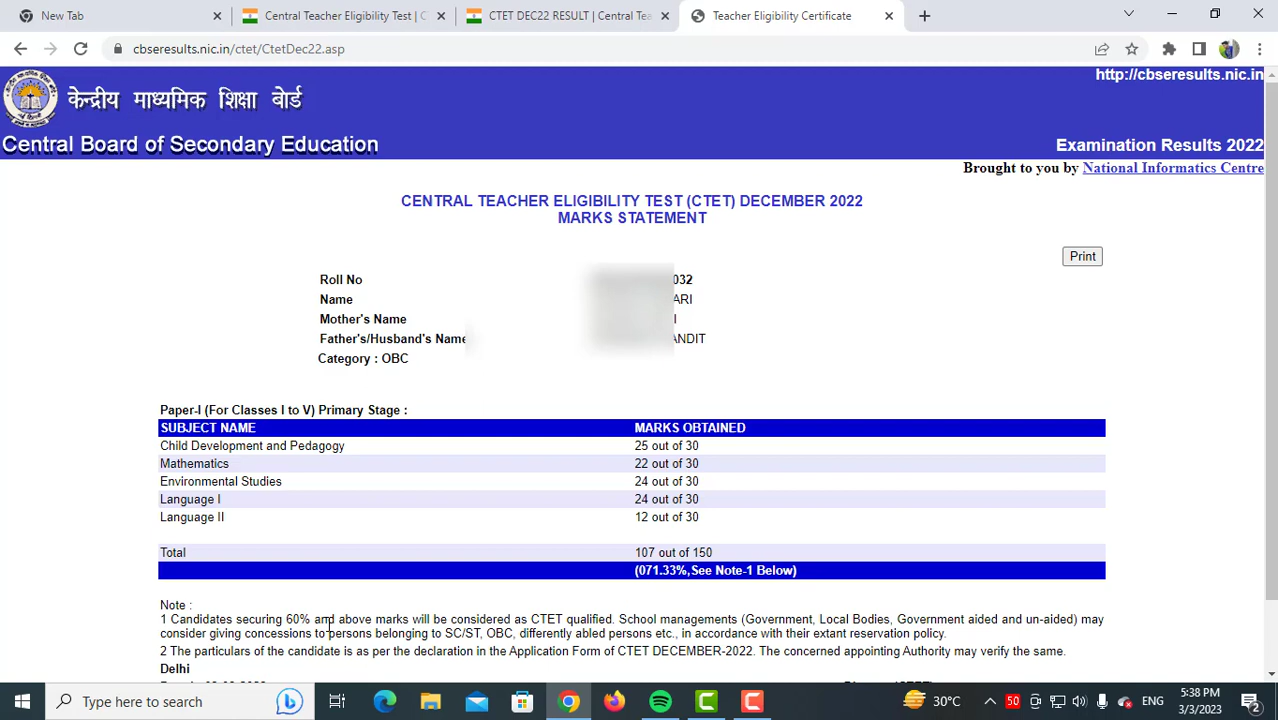 New Tab
Central Teacher Eligibility Test | C
CTET DEC22 RESULT | Central Tea
Teacher Eligibility Certificate
cbseresults.nic.in/ctet/CtetDec22.asp
http://cbseresults.nic.in
केन्द्रीय माध्यमिक शिक्षा बोर्ड
Central Board of Secondary Education
Examination Results 2022
Brought to you by National Informatics Centre
CENTRAL TEACHER ELIGIBILITY TEST (CTET) DECEMBER 2022
MARKS STATEMENT
Print
Roll No 032
Name ARI
Mother's Name I
Father's/Husband's Name ANDIT
Category : OBC
Paper-I (For Classes I to V) Primary Stage :
SUBJECT NAME MARKS OBTAINED
Child Development and Pedagogy 25 out of 30
Mathematics 22 out of 30
Environmental Studies 24 out of 30
Language I 24 out of 30
Language II 12 out of 30
Total 107 out of 150
(071.33%,See Note-1 Below)
Note :
1 Candidates securing 60% and above marks will be considered as CTET qualified. School managements (Government, Local Bodies, Government aided and un-aided) may
consider giving concessions to persons belonging to SC/ST, OBC, differently abled persons etc., in accordance with their extant reservation policy.
2 The particulars of the candidate is as per the declaration in the Application Form of CTET DECEMBER-2022. The concerned appointing Authority may verify the same.
Delhi
Type here to search
30°C
50
ENG
5:38 PM
3/3/2023
2